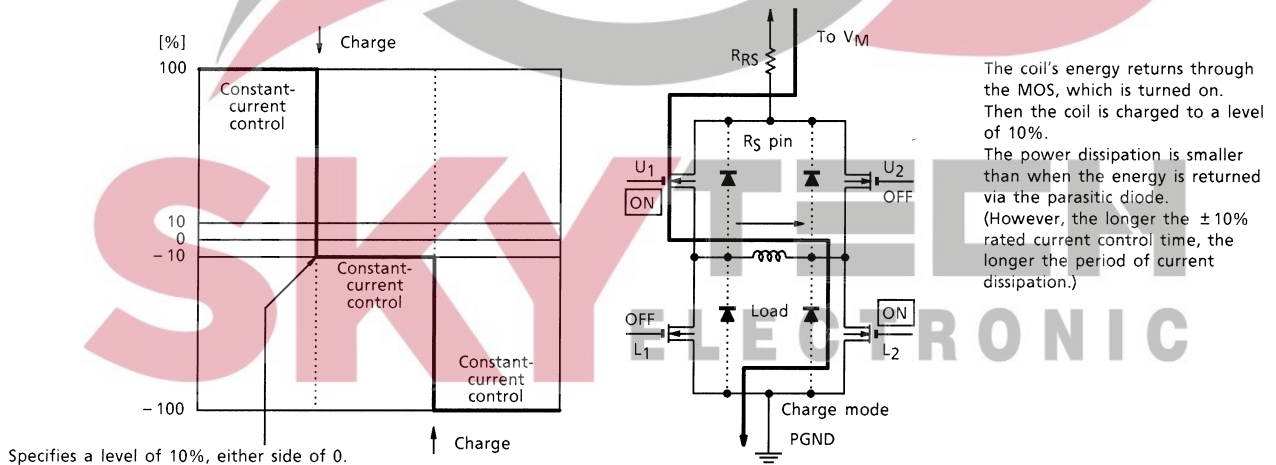 [%]
Charge
100
Constant-
current
control
10
0
-10
Constant-
current
control
Constant-
current
control
-100
Charge
Specifies a level of 10%, either side of 0.
To VM
RRS
RS pin
U1
ON
U2
OFF
Load
OFF
L1
ON
L2
Charge mode
PGND
The coil's energy returns through
the MOS, which is turned on.
Then the coil is charged to a level
of 10%.
The power dissipation is smaller
than when the energy is returned
via the parasitic diode.
(However, the longer the ±10%
rated current control time, the
longer the period of current
dissipation.)
SKYTECH
ELECTRONIC